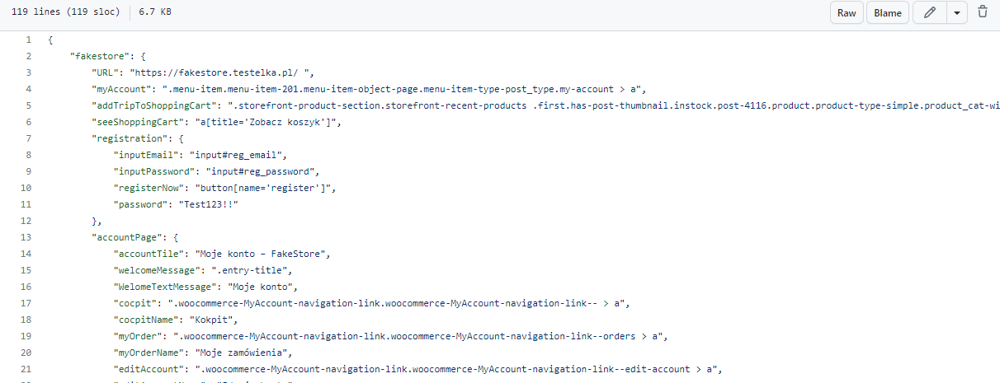 119 lines (119 sloc) 6.7 KB Raw Blame
1 {
2 "fakestore": {
3 "URL": "https://fakestore.testelka.pl/ ",
4 "myAccount": ".menu-item.menu-item-201.menu-item-object-page.menu-item-type-post_type.my-account > a",
5 "addTripToShoppingCart": ".storefront-product-section.storefront-recent-products .first.has-post-thumbnail.instock.post-4116.product.product-type-simple.product_cat-wi
6 "seeShoppingCart": "a[title='Zobacz koszyk']",
7 "registration": {
8 "inputEmail": "input#reg_email",
9 "inputPassword": "input#reg_password",
10 "registerNow": "button[name='register']",
11 "password": "Test123!!"
12 },
13 "accountPage": {
14 "accountTile": "Moje konto – FakeStore",
15 "welcomeMessage": ".entry-title",
16 "WelomeTextMessage": "Moje konto",
17 "cocpit": ".woocommerce-MyAccount-navigation-link.woocommerce-MyAccount-navigation-link-- > a",
18 "cocpitName": "Kokpit",
19 "myOrder": ".woocommerce-MyAccount-navigation-link.woocommerce-MyAccount-navigation-link--orders > a",
20 "myOrderName": "Moje zamówienia",
21 "editAccount": ".woocommerce-MyAccount-navigation-link.woocommerce-MyAccount-navigation-link--edit-account > a",